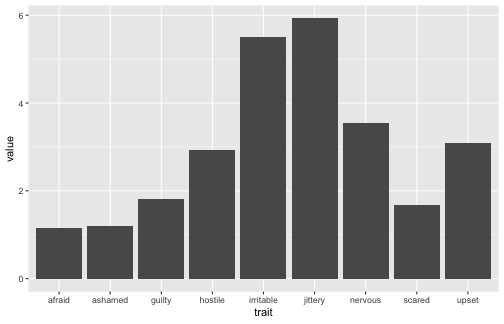 6
4
2
0
value
afraid ashamed guilty hostile irritable jittery nervous scared upset
trait